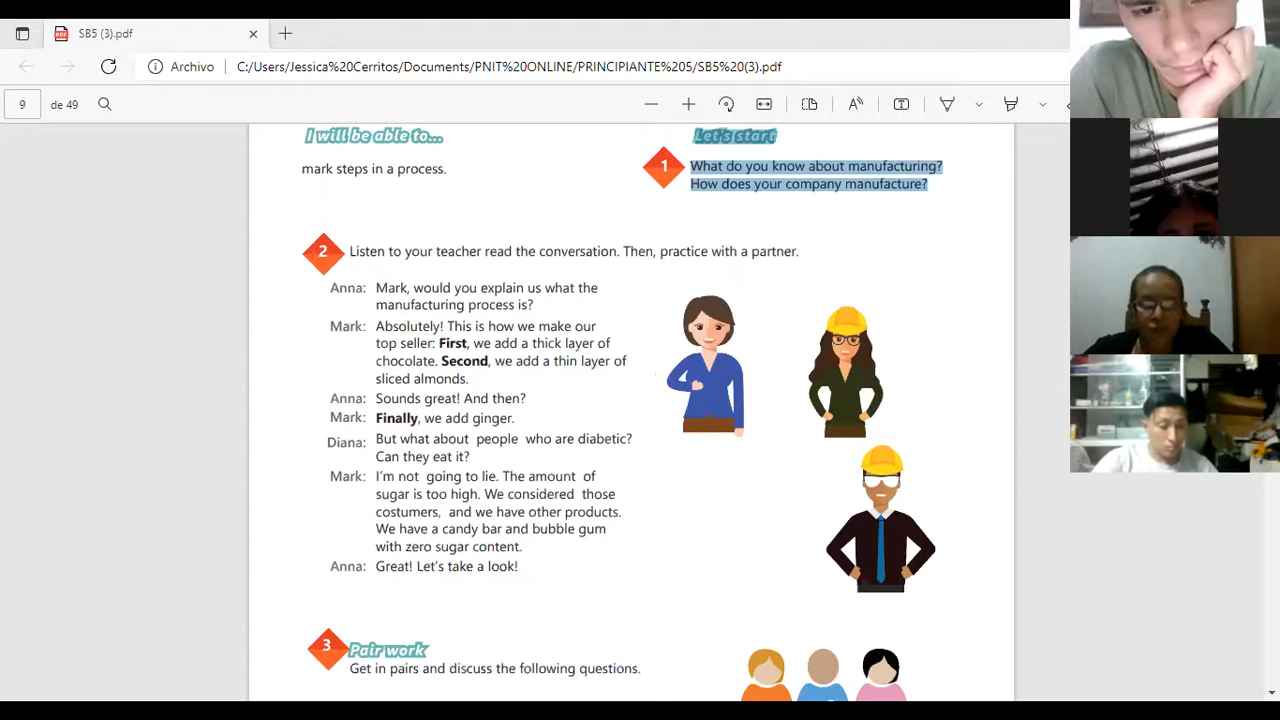 SB5 (3).pdf
Archivo
C:/Users/Jessica%20Cerritos/Documents/PNIT%20ONLINE/PRINCIPIANTE%205/SB5%20(3).pdf
9
de 49
I will be able to...
mark steps in a process.
Let's start
1
What do you know about manufacturing?
How does your company manufacture?
2
Listen to your teacher read the conversation. Then, practice with a partner.
Anna: Mark, would you explain us what the
manufacturing process is?
Mark: Absolutely! This is how we make our
top seller: First, we add a thick layer of
chocolate. Second, we add a thin layer of
sliced almonds.
Anna: Sounds great! And then?
Mark: Finally, we add ginger.
Diana: But what about people who are diabetic?
Can they eat it?
Mark: I'm not going to lie. The amount of
sugar is too high. We considered those
costumers, and we have other products.
We have a candy bar and bubble gum
with zero sugar content.
Anna: Great! Let's take a look!
3
Pair work
Get in pairs and discuss the following questions.